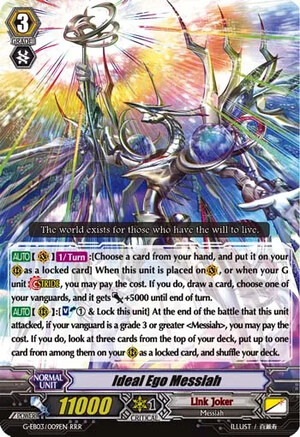 3
GRADE
The world exists for those who have the will to live.
AUTO 1/Turn :[Choose a card from your hand, and put it on your
as a locked card] When this unit is placed on , or when your G
unit STRIDE, you may pay the cost. If you do, draw a card, choose one of
your vanguards, and it gets +5000 until end of turn.
AUTO :[V 1 & Lock this unit] At the end of the battle that this unit
attacked, if your vanguard is a grade 3 or greater <Messiah>, you may pay the
cost. If you do, look at three cards from the top of your deck, put up to one
card from among them on your as a locked card, and shuffle your deck.
NORMAL
UNIT
Ideal Ego Messiah
POWER
11000
1
CRITICAL
Link Joker
Messiah
G-EB03/009EN RRR
ILLUST / 百瀬寿